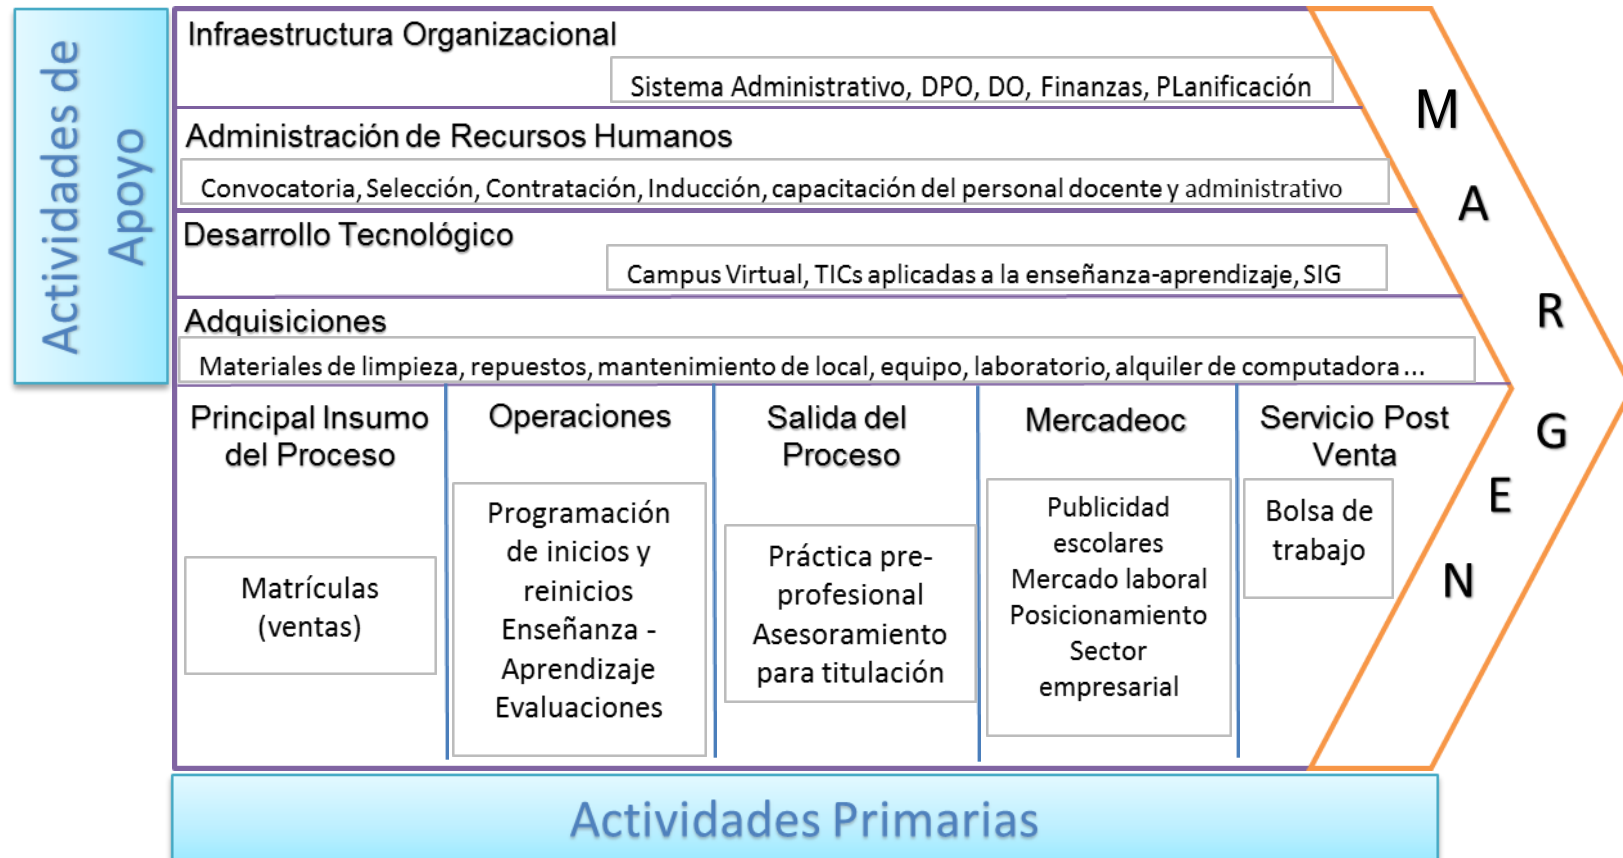 Actividades de
Apoyo
Infraestructura Organizacional
Sistema Administrativo, DPO, DO, Finanzas, PLanificación
Administración de Recursos Humanos
Convocatoria, Selección, Contratación, Inducción, capacitación del personal docente y administrativo
Desarrollo Tecnológico
Campus Virtual, TICs aplicadas a la enseñanza-aprendizaje, SIG
Adquisiciones
Materiales de limpieza, repuestos, mantenimiento de local, equipo, laboratorio, alquiler de computadora...
Principal Insumo
del Proceso
Matrículas
(ventas)
Operaciones
Programación
de inicios y
reinicios
Enseñanza -
Aprendizaje
Evaluaciones
Salida del
Proceso
Práctica pre-
profesional
Asesoramiento
para titulación
Mercadeoc
Publicidad
escolares
Mercado laboral
Posicionamiento
Sector
empresarial
Servicio Post
Venta
Bolsa de
trabajo
M
A
R
G
E
N
Actividades Primarias